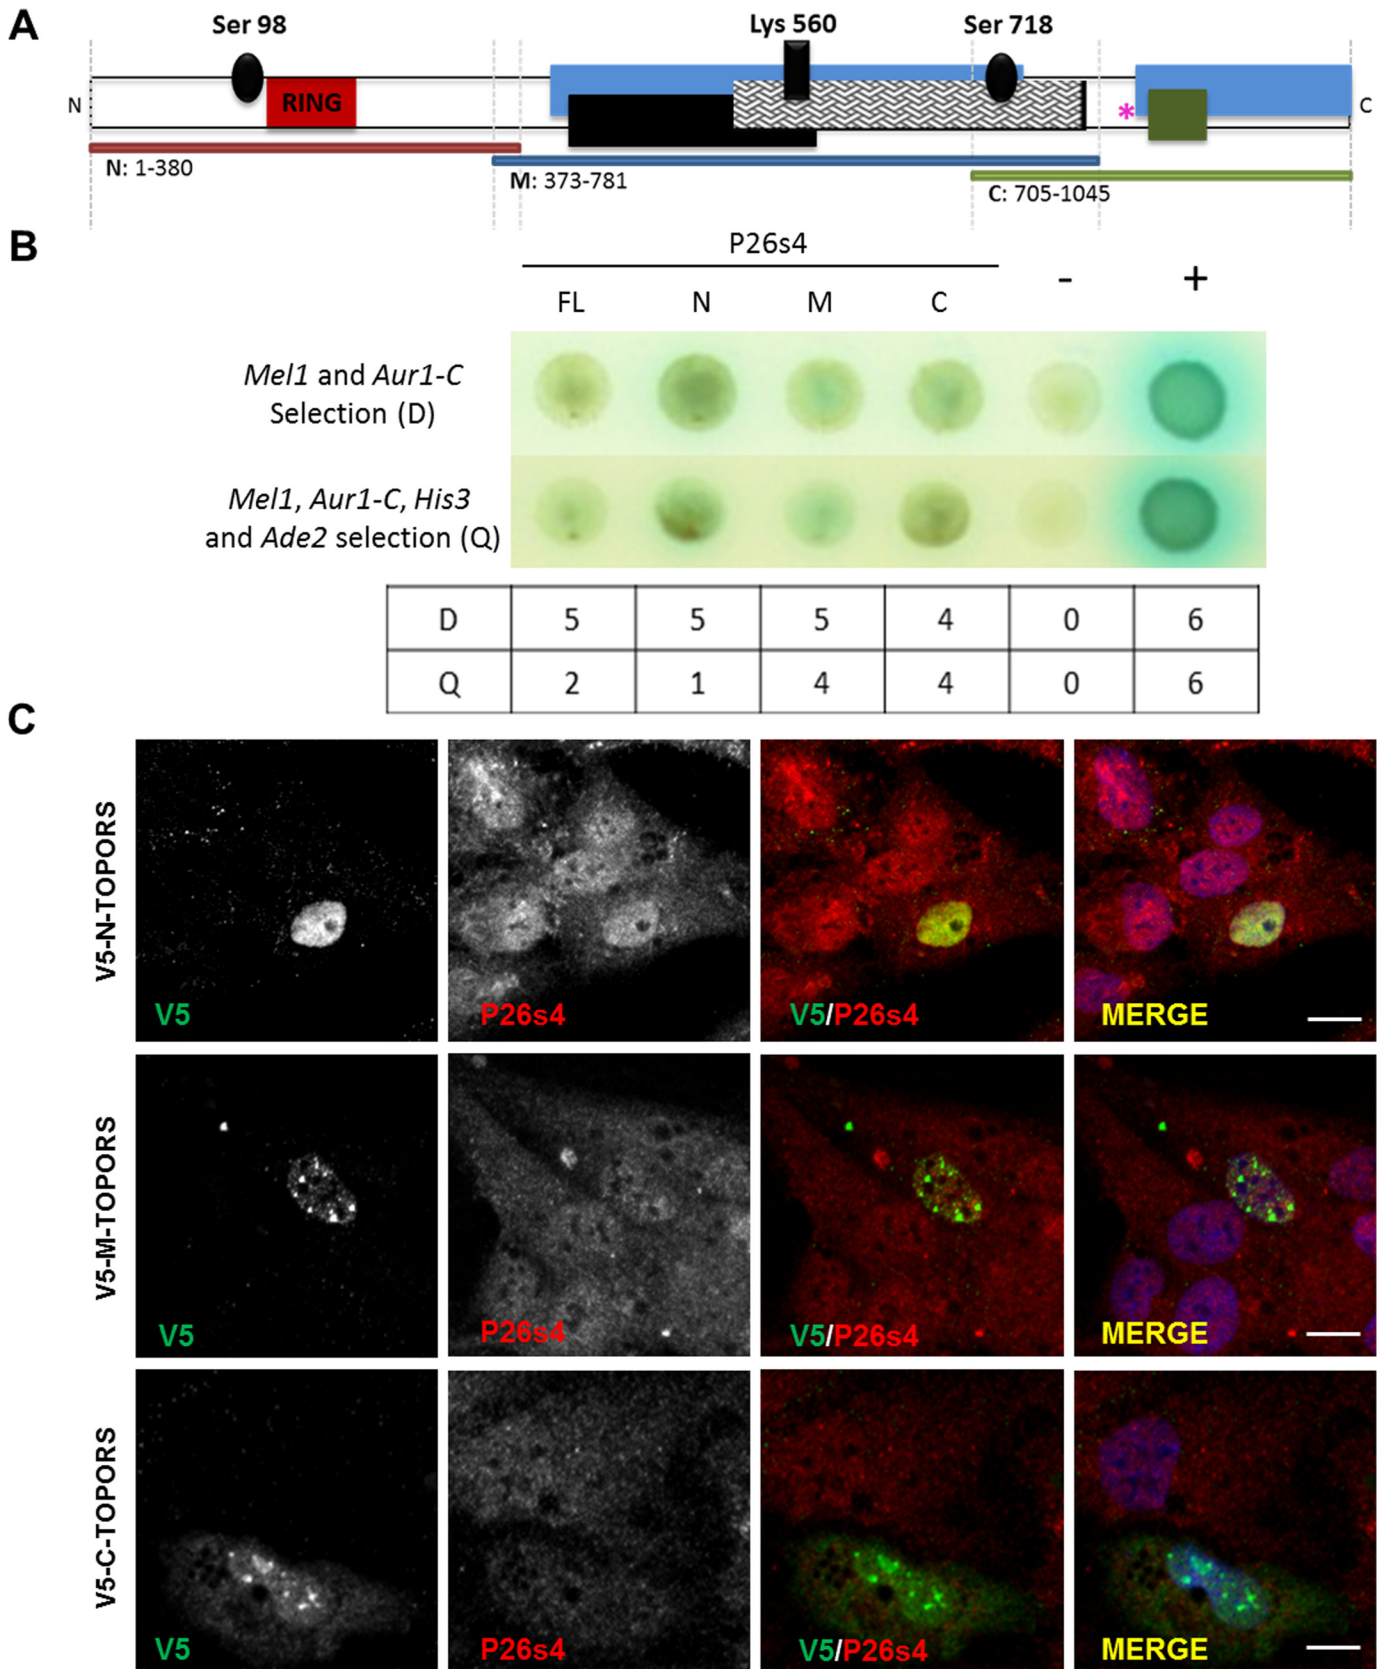 A
Ser 98
Lys 560
Ser 718
N
RING
*
C
N: 1-380
M: 373-781
C: 705-1045
B
P26s4
FL N M C - +
Mel1 and Aur1-C
Selection (D)
Mel1, Aur1-C, His3
and Ade2 selection (Q)
D 5 5 5 4 0 6
Q 2 1 4 4 0 6
C
V5-N-TOPORS
V5
P26s4
V5/P26s4
MERGE
V5-M-TOPORS
V5
P26s4
V5/P26s4
MERGE
V5-C-TOPORS
V5
P26s4
V5/P26s4
MERGE